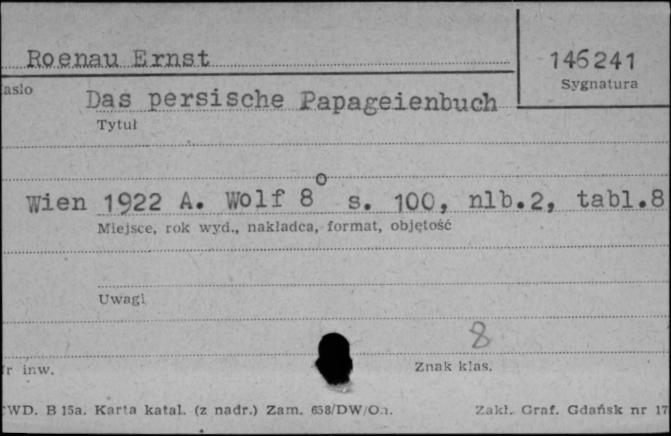 Roenau Ernst
146241
Sygnatura
asło
Das persische Papageienbuch
Tytuł
Wien 1922 A. Wolf 8° s. 100, nlb.2, tabl.8
Miejsce, rok wyd., nakładca, format, objętość
Uwagi
8
r inw.
Znak klas.
WD. B 15a. Karta katal. (z nadr.) Zam. 658/DW/
Zakł. Graf. Gdańsk nr 17